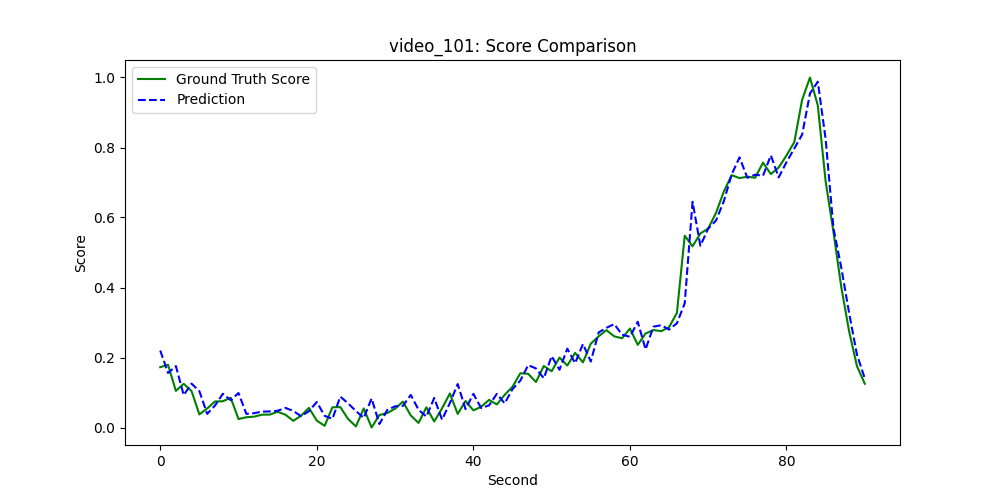 video_101: Score Comparison
Ground Truth Score
Prediction
1.0
0.8
0.6
0.4
0.2
0.0
Score
0 20 40 60 80
Second